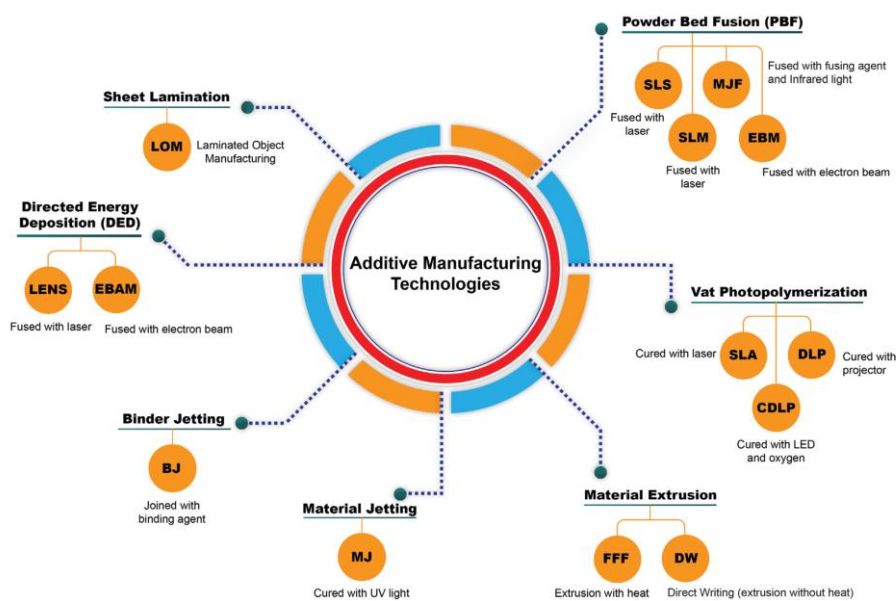 Powder Bed Fusion (PBF)
SLS
MJF
Fused with fusing agent
and Infrared light
Fused with
laser
SLM
EBM
Fused with
laser
Fused with electron beam
Sheet Lamination
LOM
Laminated Object
Manufacturing
Directed Energy
Deposition (DED)
LENS
EBAM
Fused with laser
Fused with electron beam
Additive Manufacturing
Technologies
Vat Photopolymerization
Cured with laser
SLA
DLP
Cured with
projector
CDLP
Cured with LED
and oxygen
Binder Jetting
BJ
Joined with
binding agent
Material Jetting
MJ
Cured with UV light
Material Extrusion
FFF
DW
Extrusion with heat
Direct Writing (extrusion without heat)